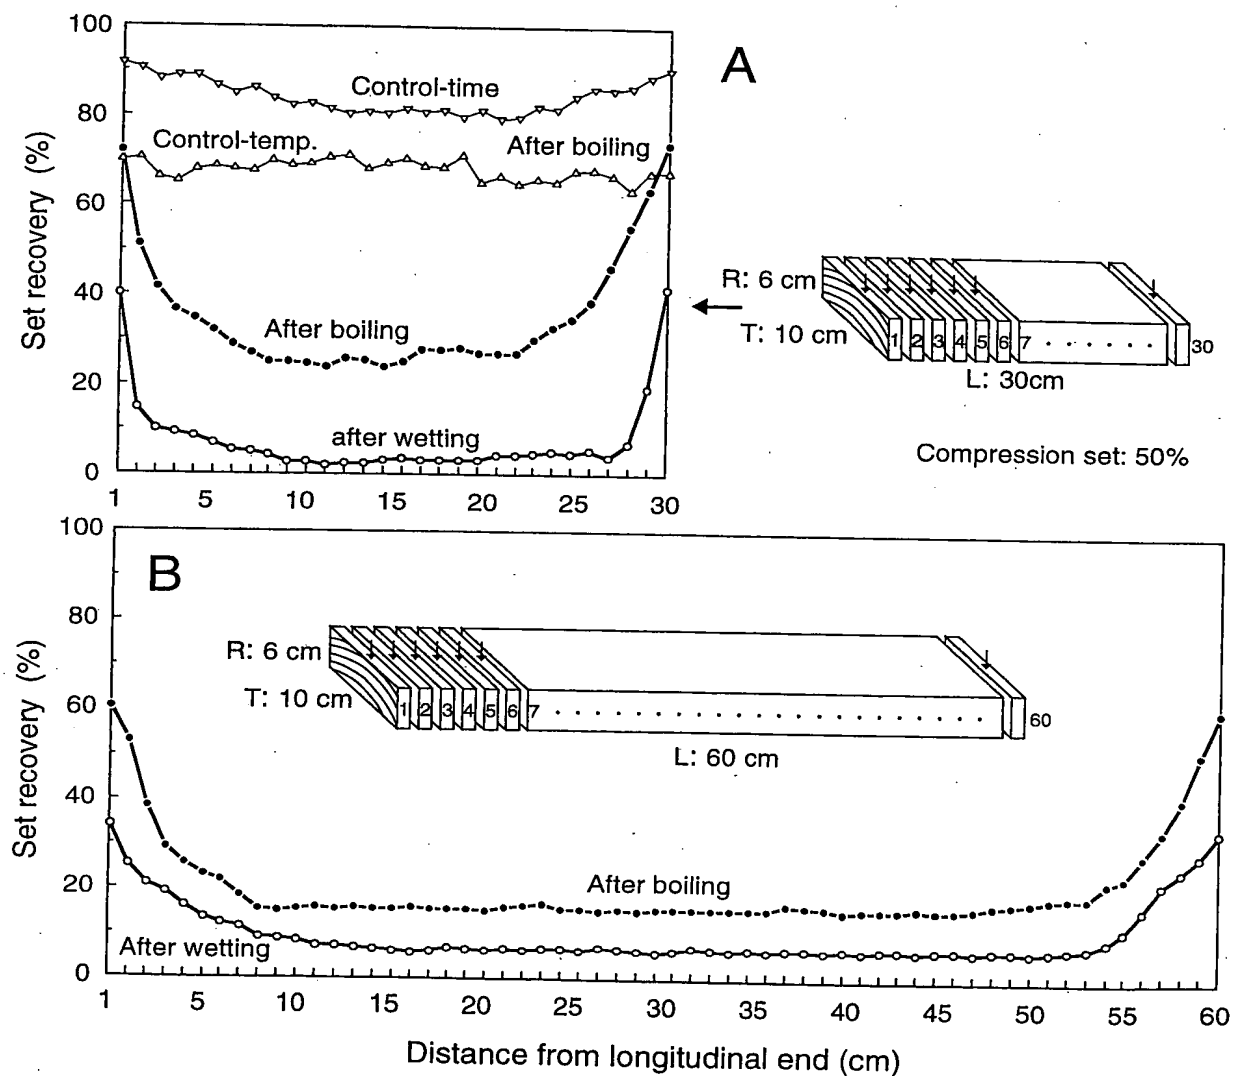 A
Set recovery (%)
100
80
60
40
20
0
Control-time
Control-temp.
After boiling
After boiling
after wetting
1 5 10 15 20 25 30
R: 6 cm
T: 10 cm
1 2 3 4 5 6 7 30
L: 30cm
Compression set: 50%
B
Set recovery (%)
100
80
60
40
20
0
R: 6 cm
T: 10 cm
1 2 3 4 5 6 7 60
L: 60 cm
After boiling
After wetting
1 5 10 15 20 25 30 35 40 45 50 55 60
Distance from longitudinal end (cm)